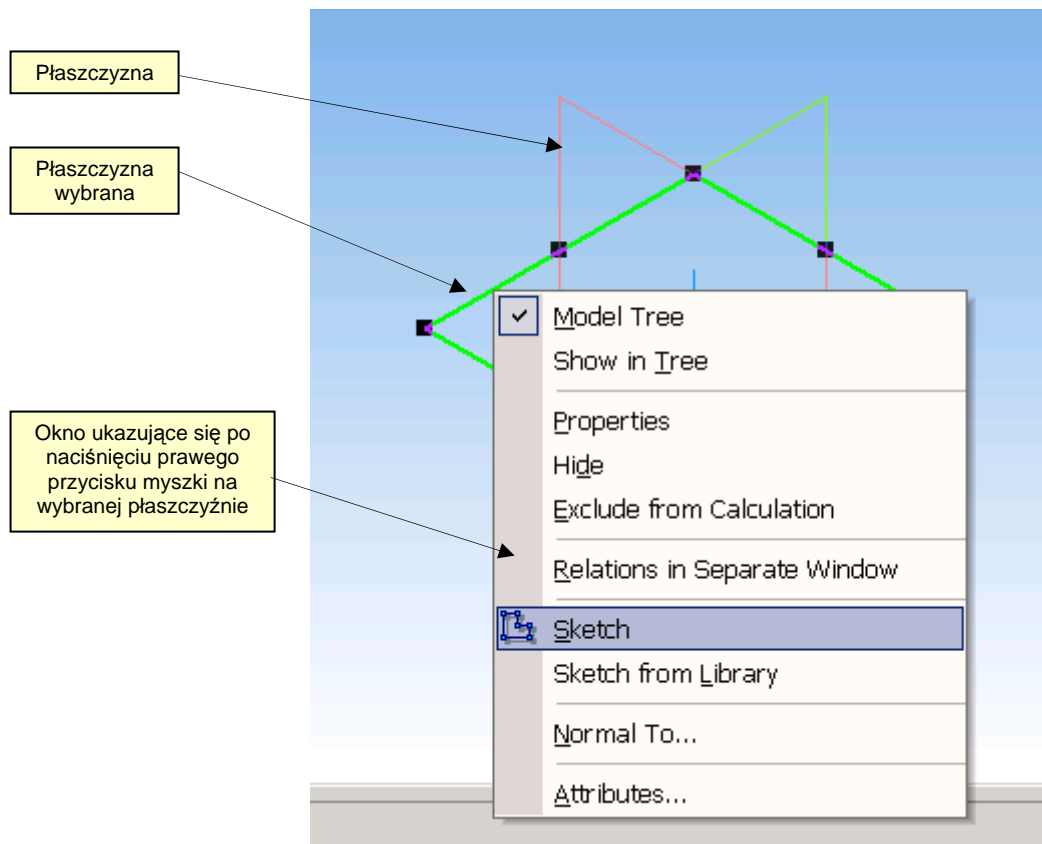 Płaszczyzna
Płaszczyzna
wybrana
Okno ukazujące się po
naciśnięciu prawego
przycisku myszki na
wybranej płaszczyźnie
Model Tree
Show in Tree
Properties
Hide
Exclude from Calculation
Relations in Separate Window
Sketch
Sketch from Library
Normal To...
Attributes...